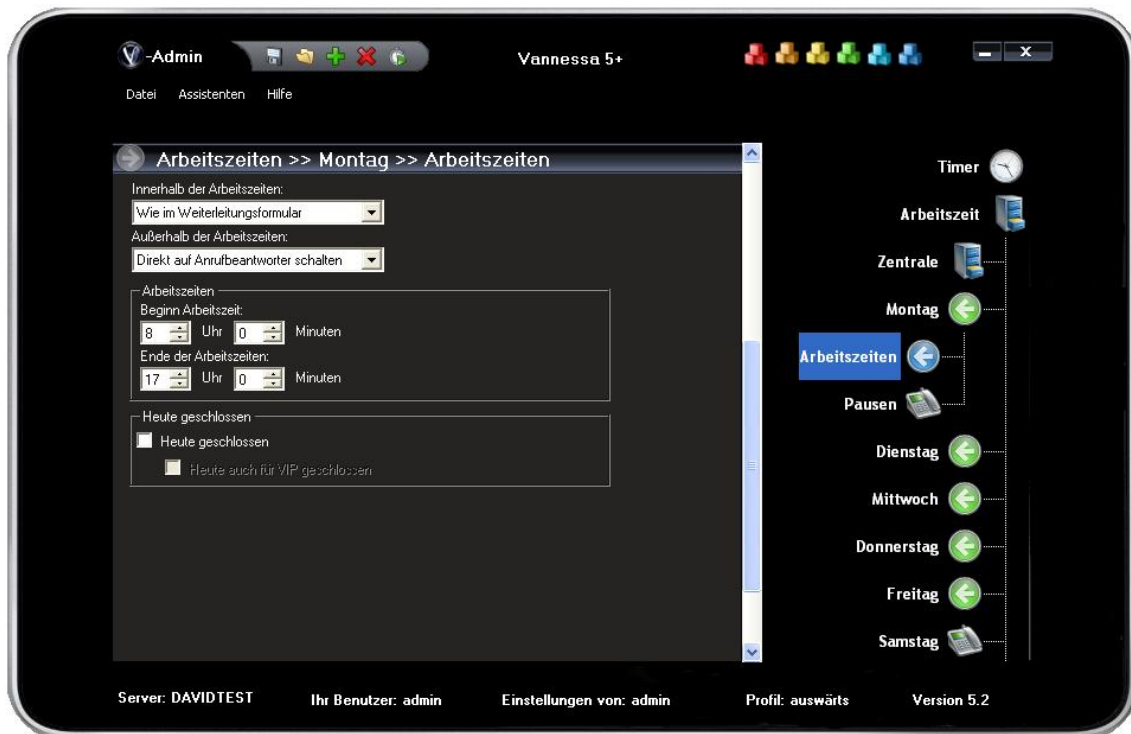 V-Admin
Vannessa 5+
X
Datei Assistenten Hilfe
Arbeitszeiten >> Montag >> Arbeitszeiten
Innerhalb der Arbeitszeiten:
Wie im Weiterleitungsformular
Außerhalb der Arbeitszeiten:
Direkt auf Anrufbeantworter schalten
Arbeitszeiten
Beginn Arbeitszeit:
8 Uhr 0 Minuten
Ende der Arbeitszeiten:
17 Uhr 0 Minuten
Heute geschlossen
Heute geschlossen
Heute auch für VIP geschlossen
Timer
Arbeitszeit
Zentrale
Montag
Arbeitszeiten
Pausen
Dienstag
Mittwoch
Donnerstag
Freitag
Samstag
Server: DAVIDTEST Ihr Benutzer: admin Einstellungen von: admin Profil: auswärts Version 5.2